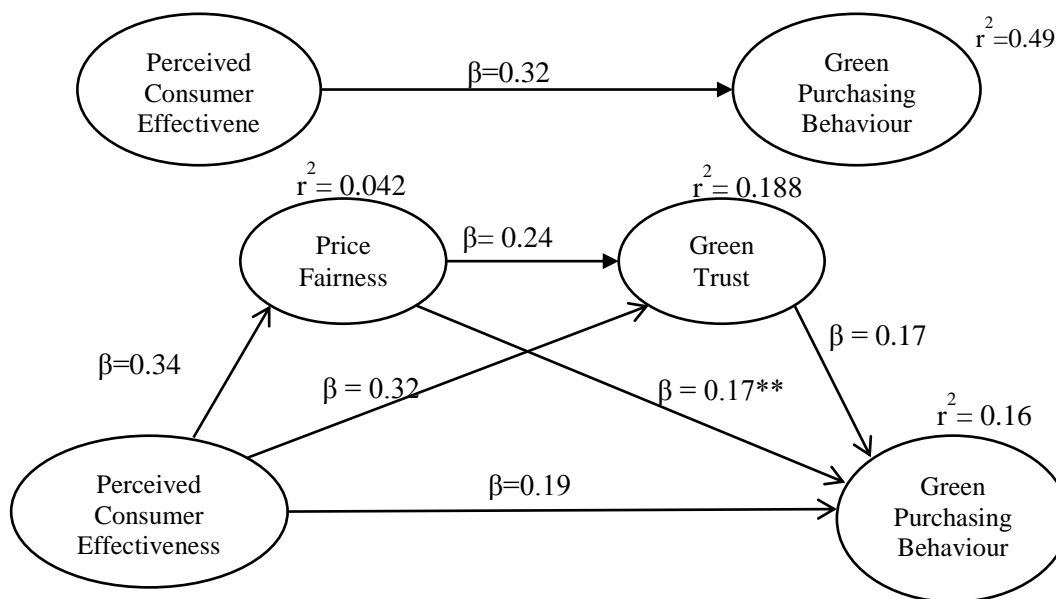 Perceived
Consumer
Effectivene
β=0.32
Green
Purchasing
Behaviour
r²=0.49
r²= 0.042
Price
Fairness
β= 0.24
r²= 0.188
Green
Trust
β=0.34
β = 0.32
β = 0.17**
β = 0.17
r²= 0.16
Perceived
Consumer
Effectiveness
β=0.19
Green
Purchasing
Behaviour